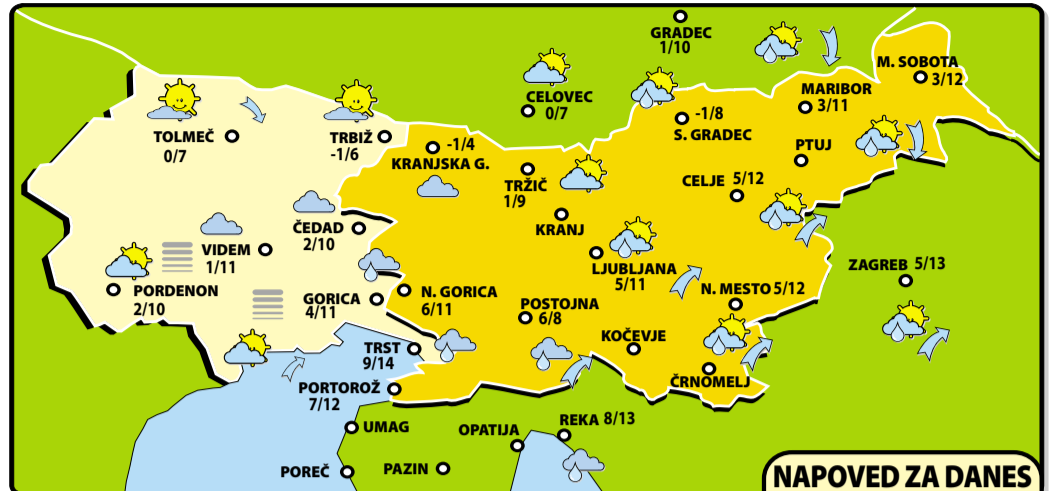 GRADEC
1/10
M. SOBOTA
3/12
CELOVEC
0/7
MARIBOR
3/11
-1/8
S. GRADEC
TOLMEČ
0/7
TRBIŽ
-1/6
-1/4
KRANJSKA G.
PTUJ
TRŽIČ
1/9
CELJE 5/12
KRANJ
ČEDAD
2/10
VIDEM
1/11
LJUBLJANA
5/11
ZAGREB 5/13
PORDENON
2/10
GORICA
4/11
N. GORICA
6/11
POSTOJNA
6/8
N. MESTO 5/12
KOČEVJE
TRST
9/14
ČRNOMELJ
PORTOROŽ
7/12
UMAG
OPATIJA
REKA 8/13
POREČ
PAZIN
NAPOVED ZA DANES